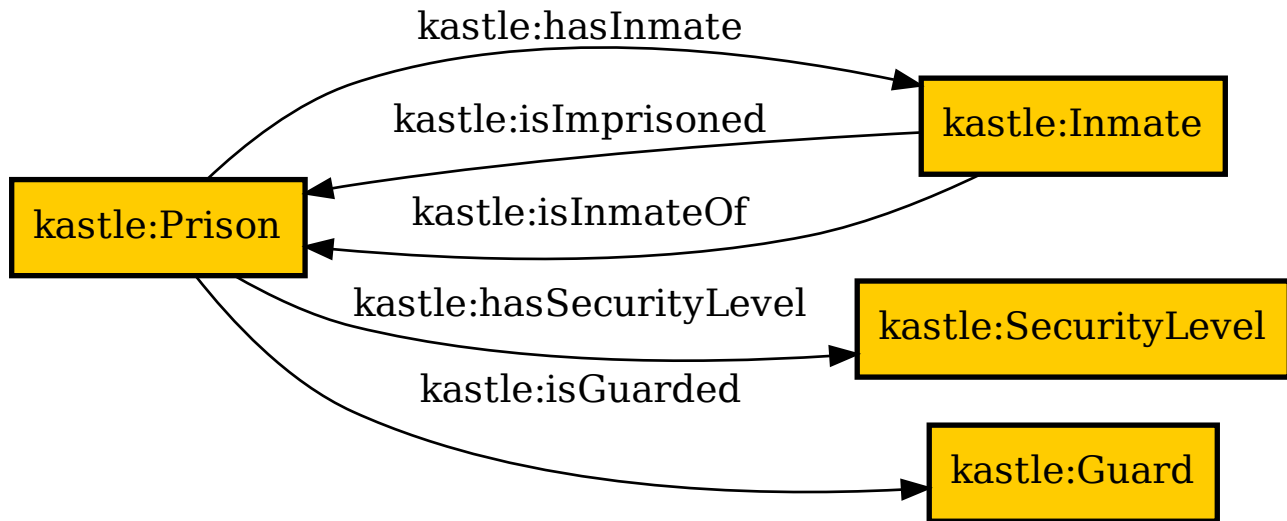 kastle:hasInmate
kastle:Inmate
kastle:isImprisoned
kastle:isInmateOf
kastle:Prison
kastle:hasSecurityLevel
kastle:SecurityLevel
kastle:isGuarded
kastle:Guard